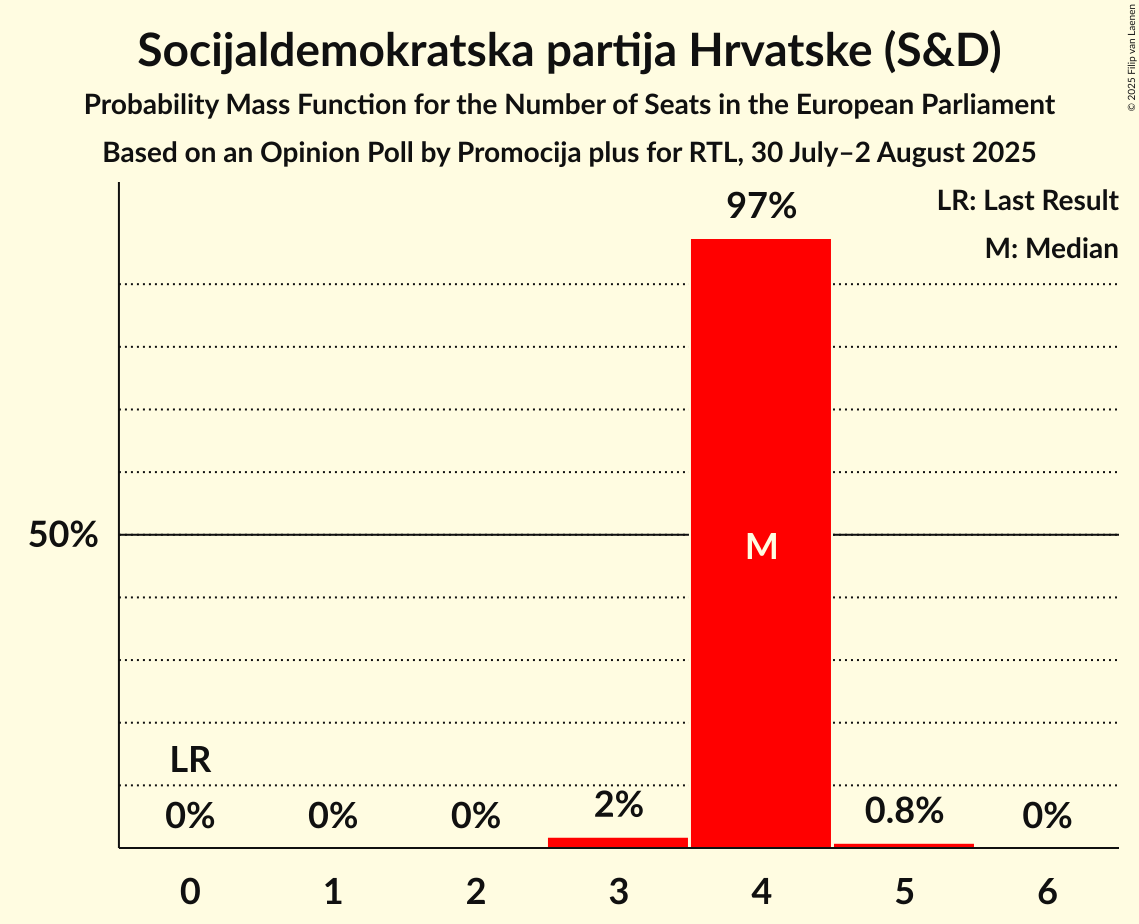 Socijaldemokratska partija Hrvatske (S&D)
Probability Mass Function for the Number of Seats in the European Parliament
Based on an Opinion Poll by Promocija plus for RTL, 30 July–2 August 2025
© 2025 Filip van Laenen
LR: Last Result
M: Median
97%
50%
M
LR
0%
0%
0%
2%
0.8%
0%
0
1
2
3
4
5
6